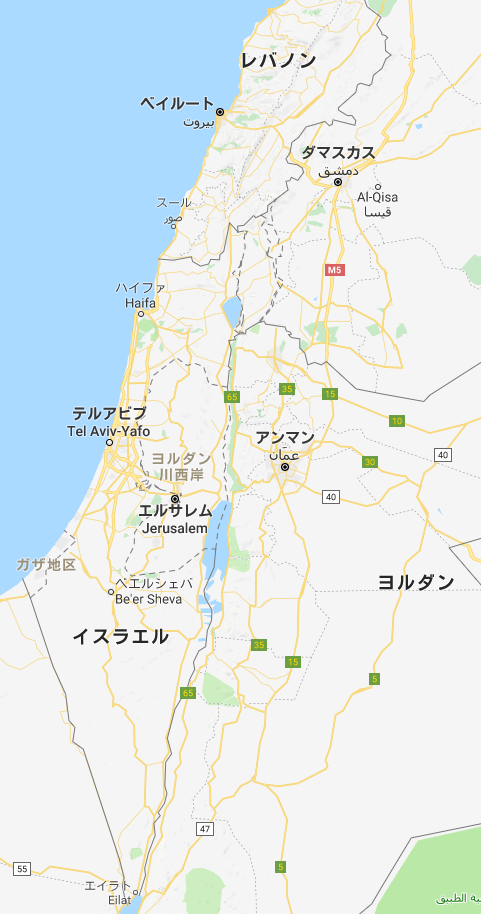 レバノン
ベイルート
بيروت
ダマスカス
دمشق
Al-Qisa
قيسا
スール
صور
M5
ハイファ
Haifa
65
35
15
テルアビブ
Tel Aviv-Yafo
10
アンマン
عمّان
ヨルダン
川西岸
30
40
40
エルサレム
Jerusalem
ガザ地区
ベエルシェバ
Be'er Sheva
ヨルダン
イスラエル
35
15
5
65
47
55
5
エイラト
Eilat
ية الطبيق